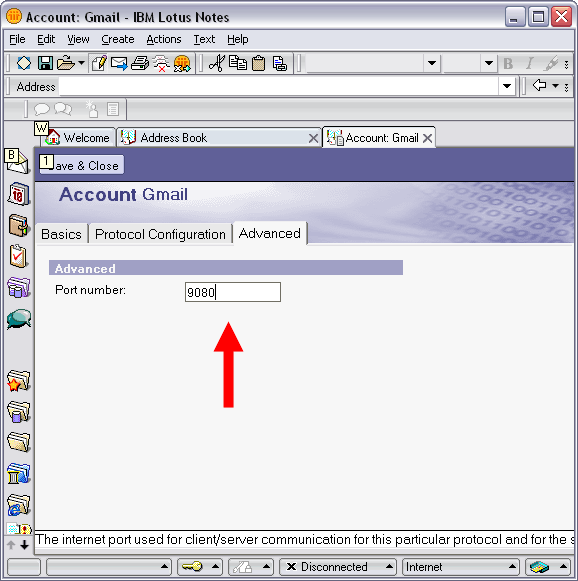 Account: Gmail - IBM Lotus Notes
File Edit View Create Actions Text Help
B I
Address
W Welcome Address Book Account: Gmail
B
1 ave & Close
18
Account Gmail
Basics Protocol Configuration Advanced
Advanced
Port number: 9080
The internet port used for client/server communication for this particular protocol and for the s
Disconnected Internet